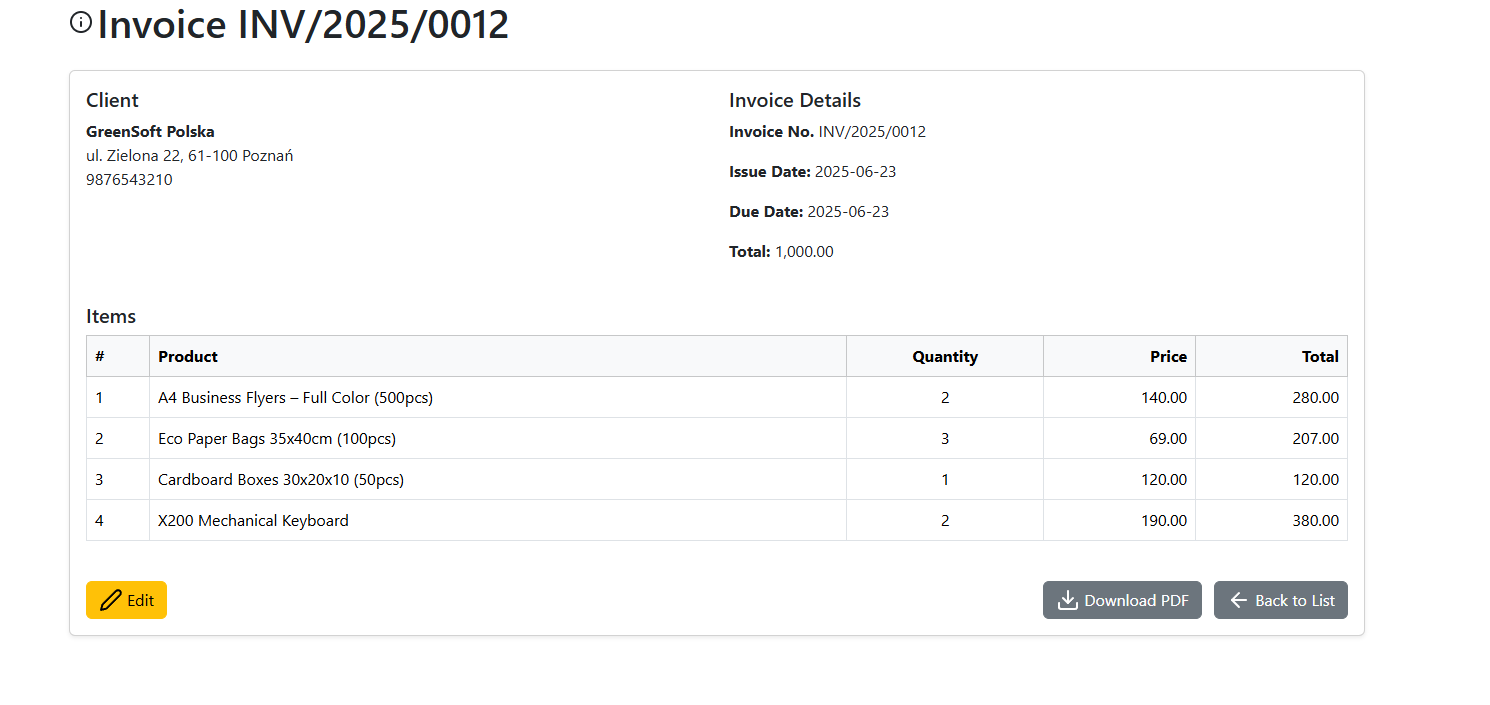 Invoice INV/2025/0012
Client
GreenSoft Polska
ul. Zielona 22, 61-100 Poznań
9876543210
Invoice Details
Invoice No. INV/2025/0012
Issue Date: 2025-06-23
Due Date: 2025-06-23
Total: 1,000.00
Items
# Product Quantity Price Total
1 A4 Business Flyers – Full Color (500pcs) 2 140.00 280.00
2 Eco Paper Bags 35x40cm (100pcs) 3 69.00 207.00
3 Cardboard Boxes 30x20x10 (50pcs) 1 120.00 120.00
4 X200 Mechanical Keyboard 2 190.00 380.00
Edit Download PDF Back to List